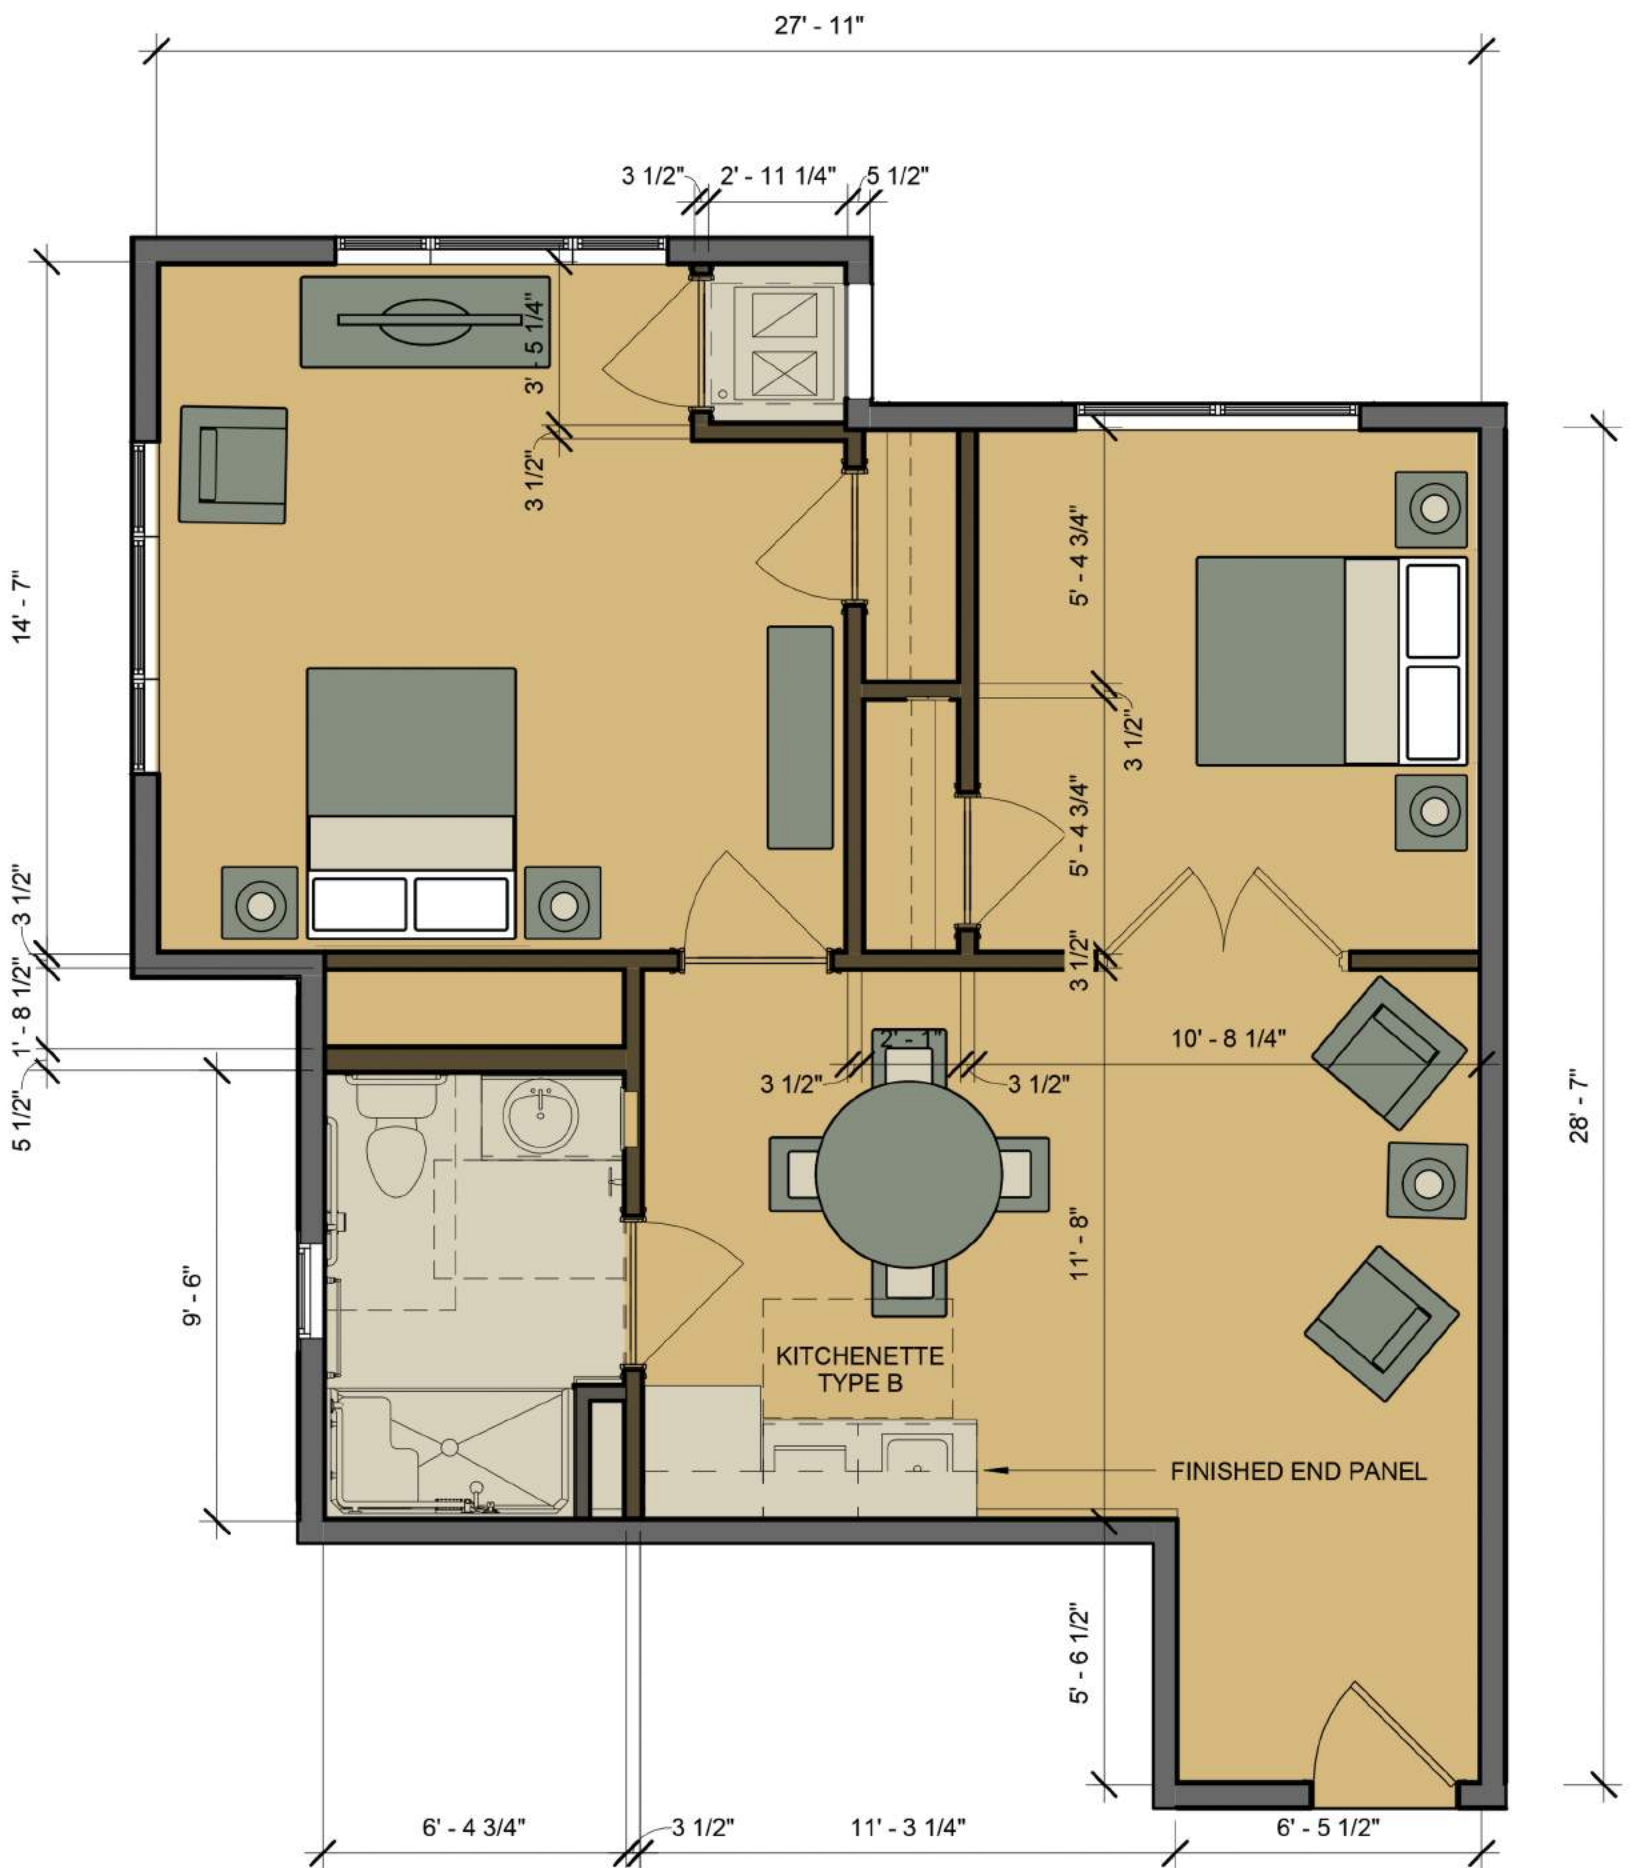 27' - 11"
3 1/2"
2' - 11 1/4"
5 1/2"
3' - 5 1/4"
3 1/2"
14' - 7"
5' - 4 3/4"
3 1/2"
5' - 4 3/4"
3 1/2"
1' - 8 1/2"
5 1/2"
3 1/2"
2' - 1"
10' - 8 1/4"
3 1/2"
3 1/2"
28' - 7"
11' - 8"
9' - 6"
KITCHENETTE
TYPE B
FINISHED END PANEL
5' - 6 1/2"
6' - 4 3/4"
3 1/2"
11' - 3 1/4"
6' - 5 1/2"